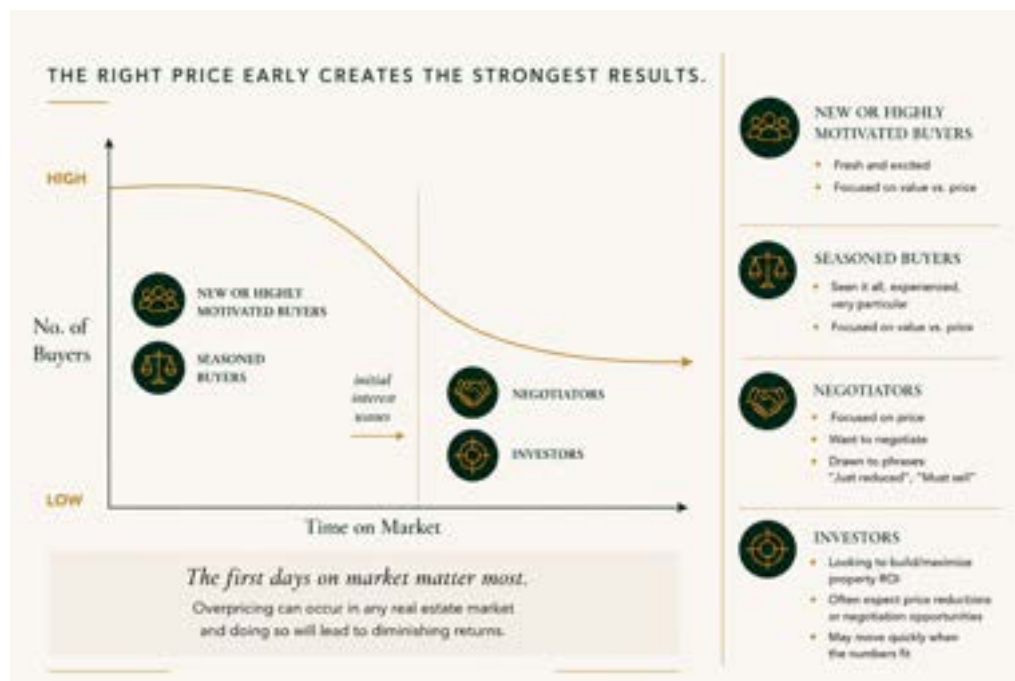 THE RIGHT PRICE EARLY CREATES THE STRONGEST RESULTS.
HIGH
No. of
Buyers
LOW
NEW OR HIGHLY
MOTIVATED BUYERS
SEASONED
BUYERS
initial
interest
wanes
NEGOTIATORS
INVESTORS
Time on Market
The first days on market matter most.
Overpricing can occur in any real estate market
and doing so will lead to diminishing returns.
NEW OR HIGHLY
MOTIVATED BUYERS
• Fresh and excited
• Focused on value vs. price
SEASONED BUYERS
• Seen it all, experienced,
very particular
• Focused on value vs. price
NEGOTIATORS
• Focused on price
• Want to negotiate
• Drawn to phrases:
"Just reduced", "Must sell"
INVESTORS
• Looking to build/maximize
property ROI
• Often expect price reductions
or negotiation opportunities
• May move quickly when
the numbers fit